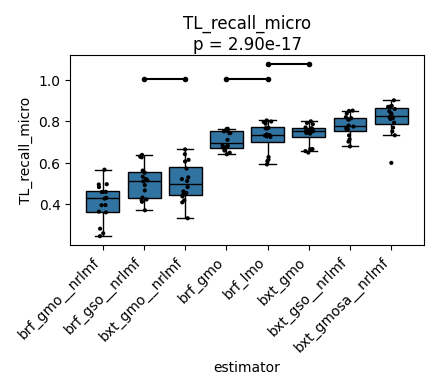 TL_recall_micro
p = 2.90e-17
TL_recall_micro
1.0
0.8
0.6
0.4
brf_gmo__nrlmf
brf_gso__nrlmf
bxt_gmo__nrlmf
brf_gmo
brf_lmo
bxt_gmo
bxt_gso__nrlmf
bxt_gmosa__nrlmf
estimator